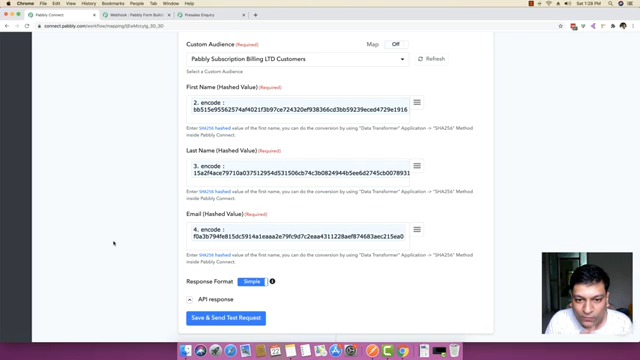 Chrome File Edit View History Bookmarks People Tab Window Help
Sat 1:28 PM
Pabbly Connect
Webhook | Pabbly Form Build
Presales Enquiry
connect.pabbly.com/workflow/mapping/
Custom Audience (Required)
Map Off
Pabbly Subscription Billing LTD Customers
Refresh
Select a Custom Audience
First Name (Hashed Value) (Required)
2. encode :
bb515e95562574af4021f3b97ce724320ef938366cd3bb59239eced4729e1916
Enter SHA256 hashed value of the first name, you can do the conversion by using "Data Transformer" Application -> "SHA256" Method
inside Pabbly Connect.
Last Name (Hashed Value) (Required)
3. encode :
15a2f4ace79710a037512954d531506cb74c3b0824944b5ee6d2745cb0078931
Enter SHA256 hashed value of the last name, you can do the conversion by using "Data Transformer" Application -> "SHA256" Method
inside Pabbly Connect.
Email (Hashed Value) (Required)
4. encode :
f0a3b794fe815dc5914a1eaaa2e79fc9d7c2eaa4311228aef874683aec215ea0
Enter SHA256 hashed value of the email, you can do the conversion by using "Data Transformer" Application -> "SHA256" Method
inside Pabbly Connect.
Response Format Simple
API response
Save & Send Test Request